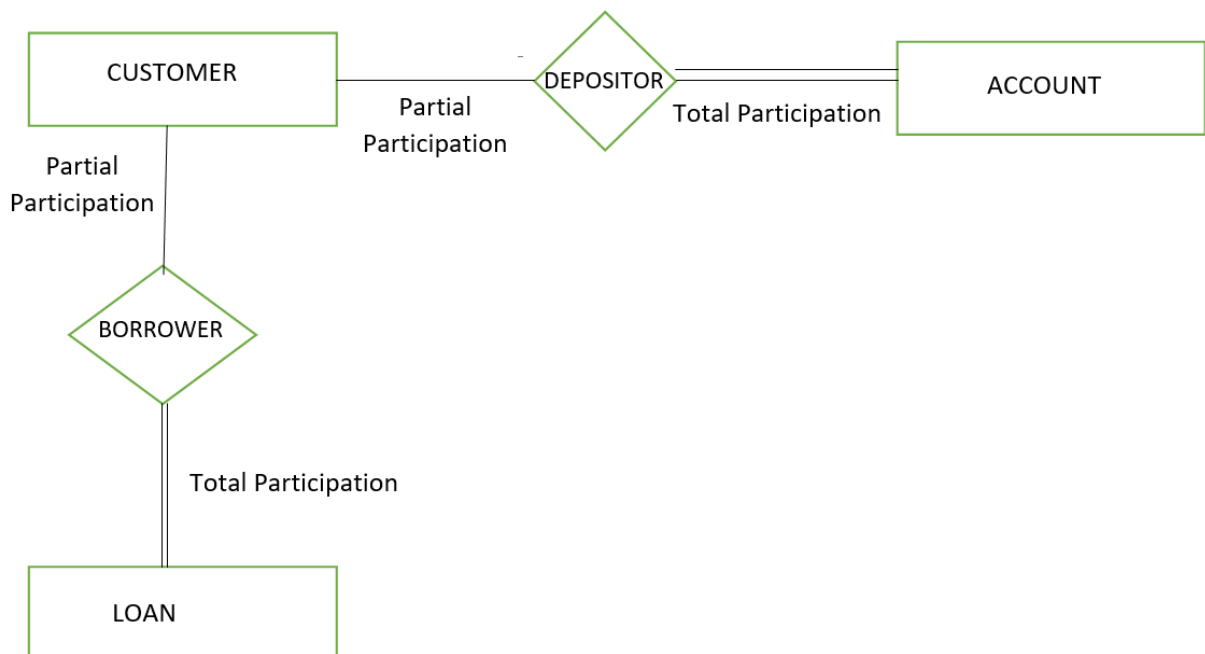 CUSTOMER
DEPOSITOR
ACCOUNT
Partial
Participation
Total Participation
Partial
Participation
BORROWER
Total Participation
LOAN